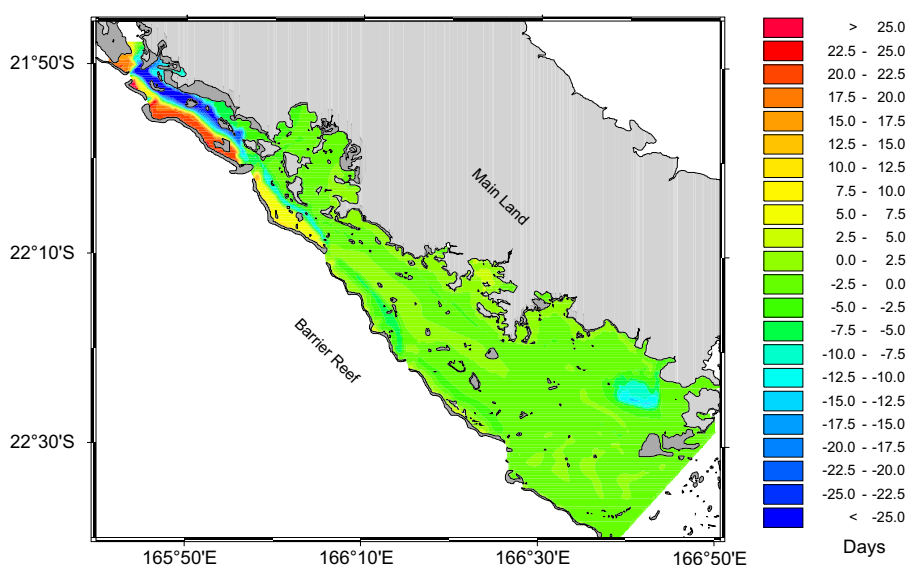 21°50'S
22°10'S
22°30'S
165°50'E
166°10'E
166°30'E
166°50'E
Main Land
Barrier Reef
> 25.0
22.5 - 25.0
20.0 - 22.5
17.5 - 20.0
15.0 - 17.5
12.5 - 15.0
10.0 - 12.5
7.5 - 10.0
5.0 - 7.5
2.5 - 5.0
0.0 - 2.5
-2.5 - 0.0
-5.0 - -2.5
-7.5 - -5.0
-10.0 - -7.5
-12.5 - -10.0
-15.0 - -12.5
-17.5 - -15.0
-20.0 - -17.5
-22.5 - -20.0
-25.0 - -22.5
< -25.0
Days